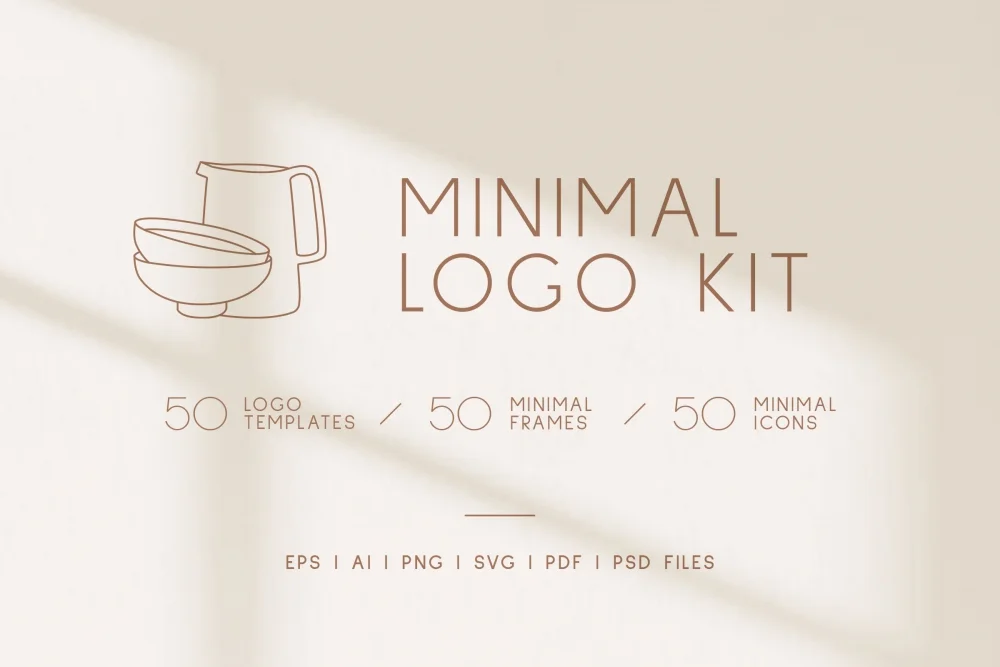 MINIMAL
LOGO KIT
50 LOGO TEMPLATES / 50 MINIMAL FRAMES / 50 MINIMAL ICONS
EPS | AI | PNG | SVG | PDF | PSD FILES